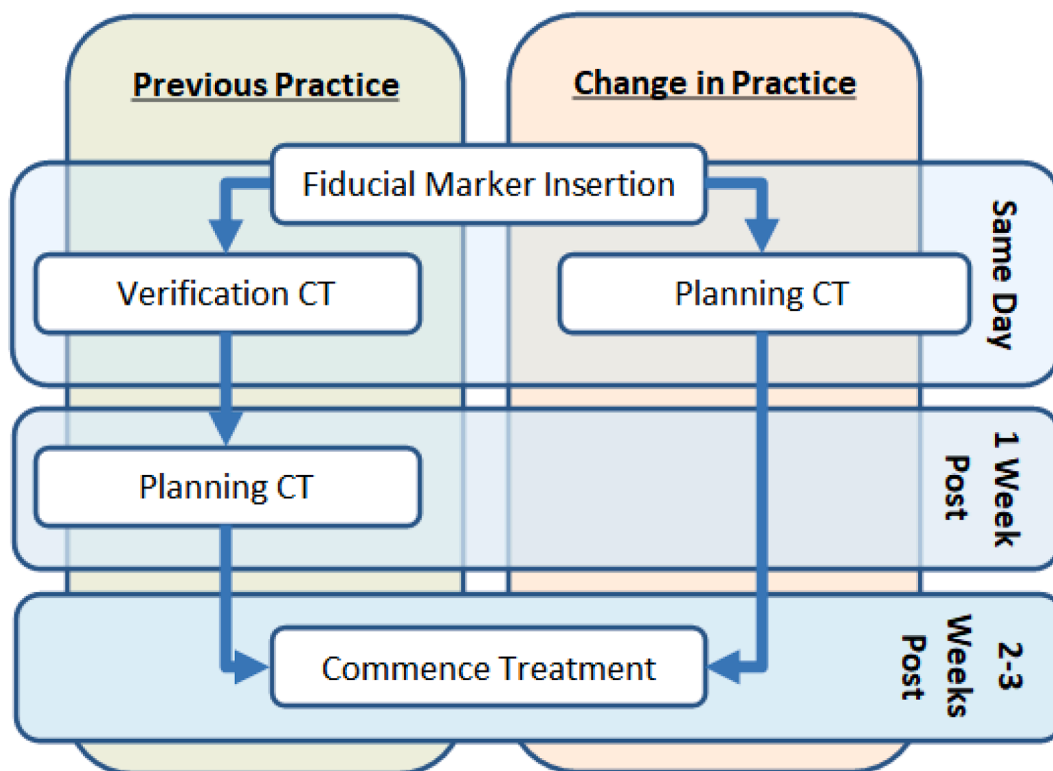 Previous Practice
Change in Practice
Fiducial Marker Insertion
Verification CT
Planning CT
Same Day
Planning CT
1 Week
Post
Commence Treatment
2-3
Weeks
Post